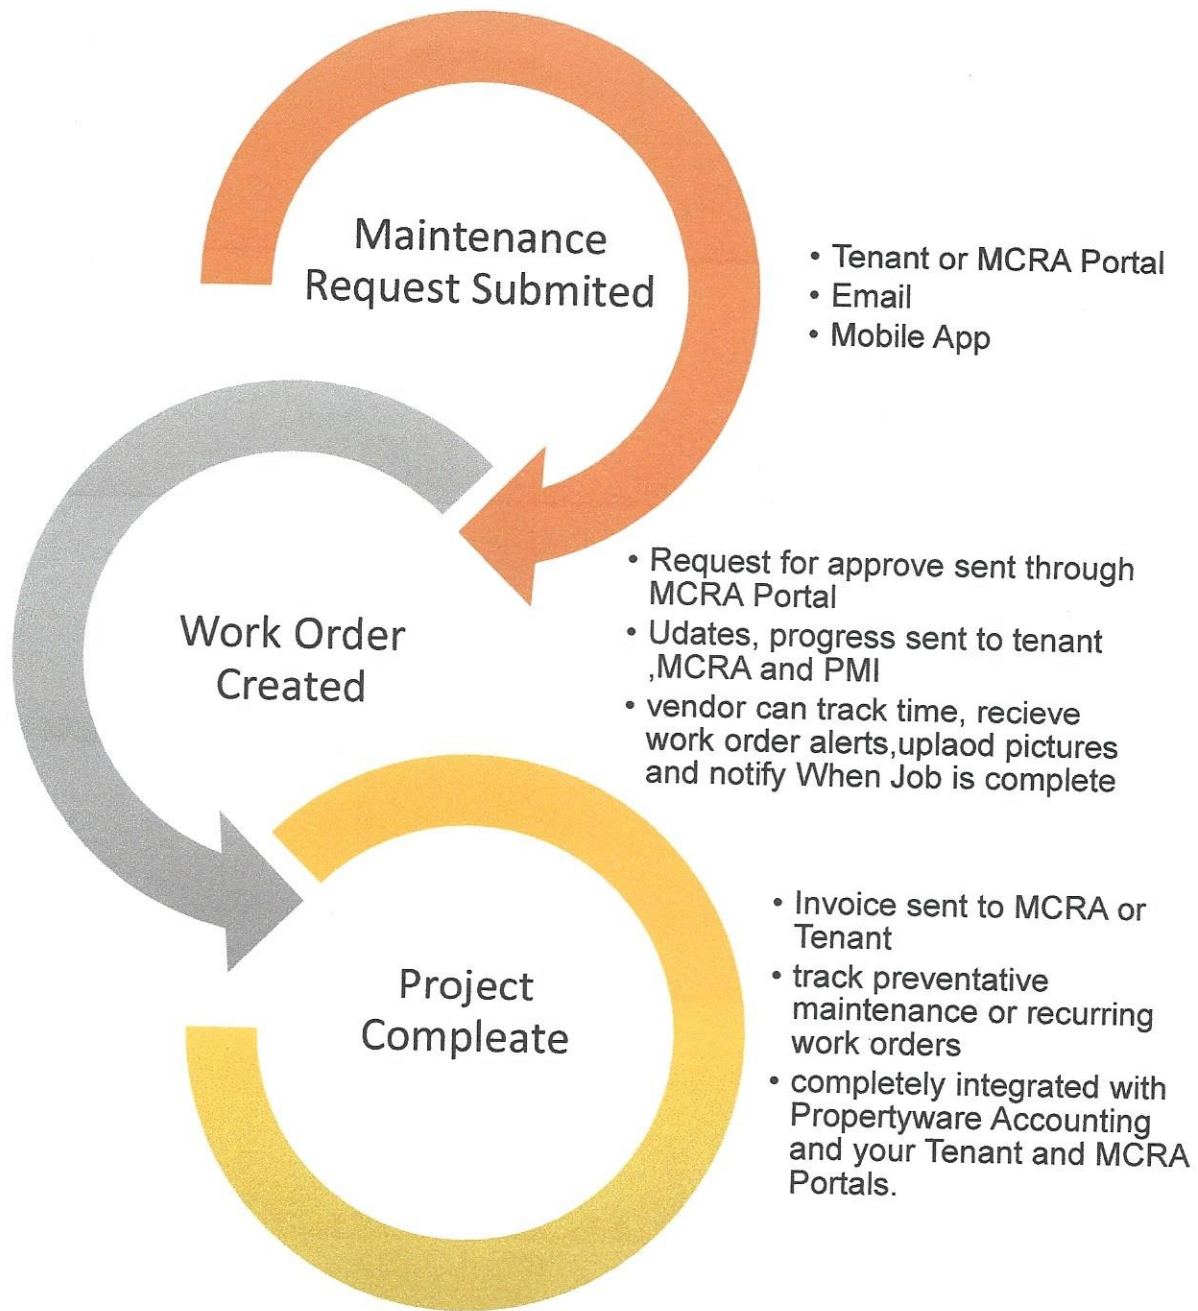 Maintenance
Request Submited
• Tenant or MCRA Portal
• Email
• Mobile App
Work Order
Created
• Request for approve sent through
MCRA Portal
• Udates, progress sent to tenant
,MCRA and PMI
• vendor can track time, recieve
work order alerts,uplaod pictures
and notify When Job is complete
Project
Compleate
• Invoice sent to MCRA or
Tenant
• track preventative
maintenance or recurring
work orders
• completely integrated with
Propertyware Accounting
and your Tenant and MCRA
Portals.